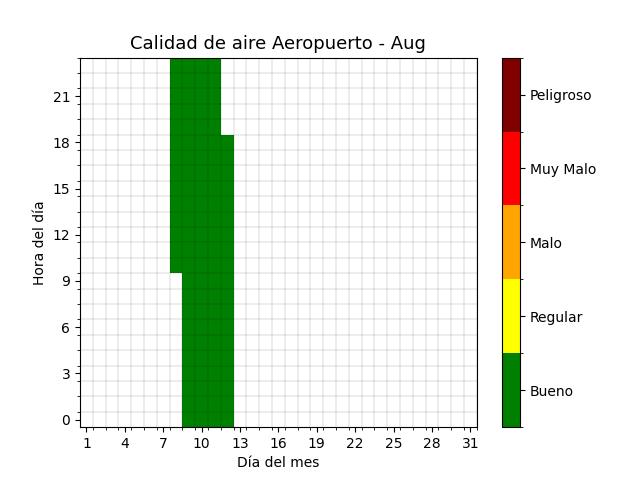 Calidad de aire Aeropuerto - Aug
Hora del día
21
18
15
12
9
6
3
0
1 4 7 10 13 16 19 22 25 28 31
Día del mes
Peligroso
Muy Malo
Malo
Regular
Bueno